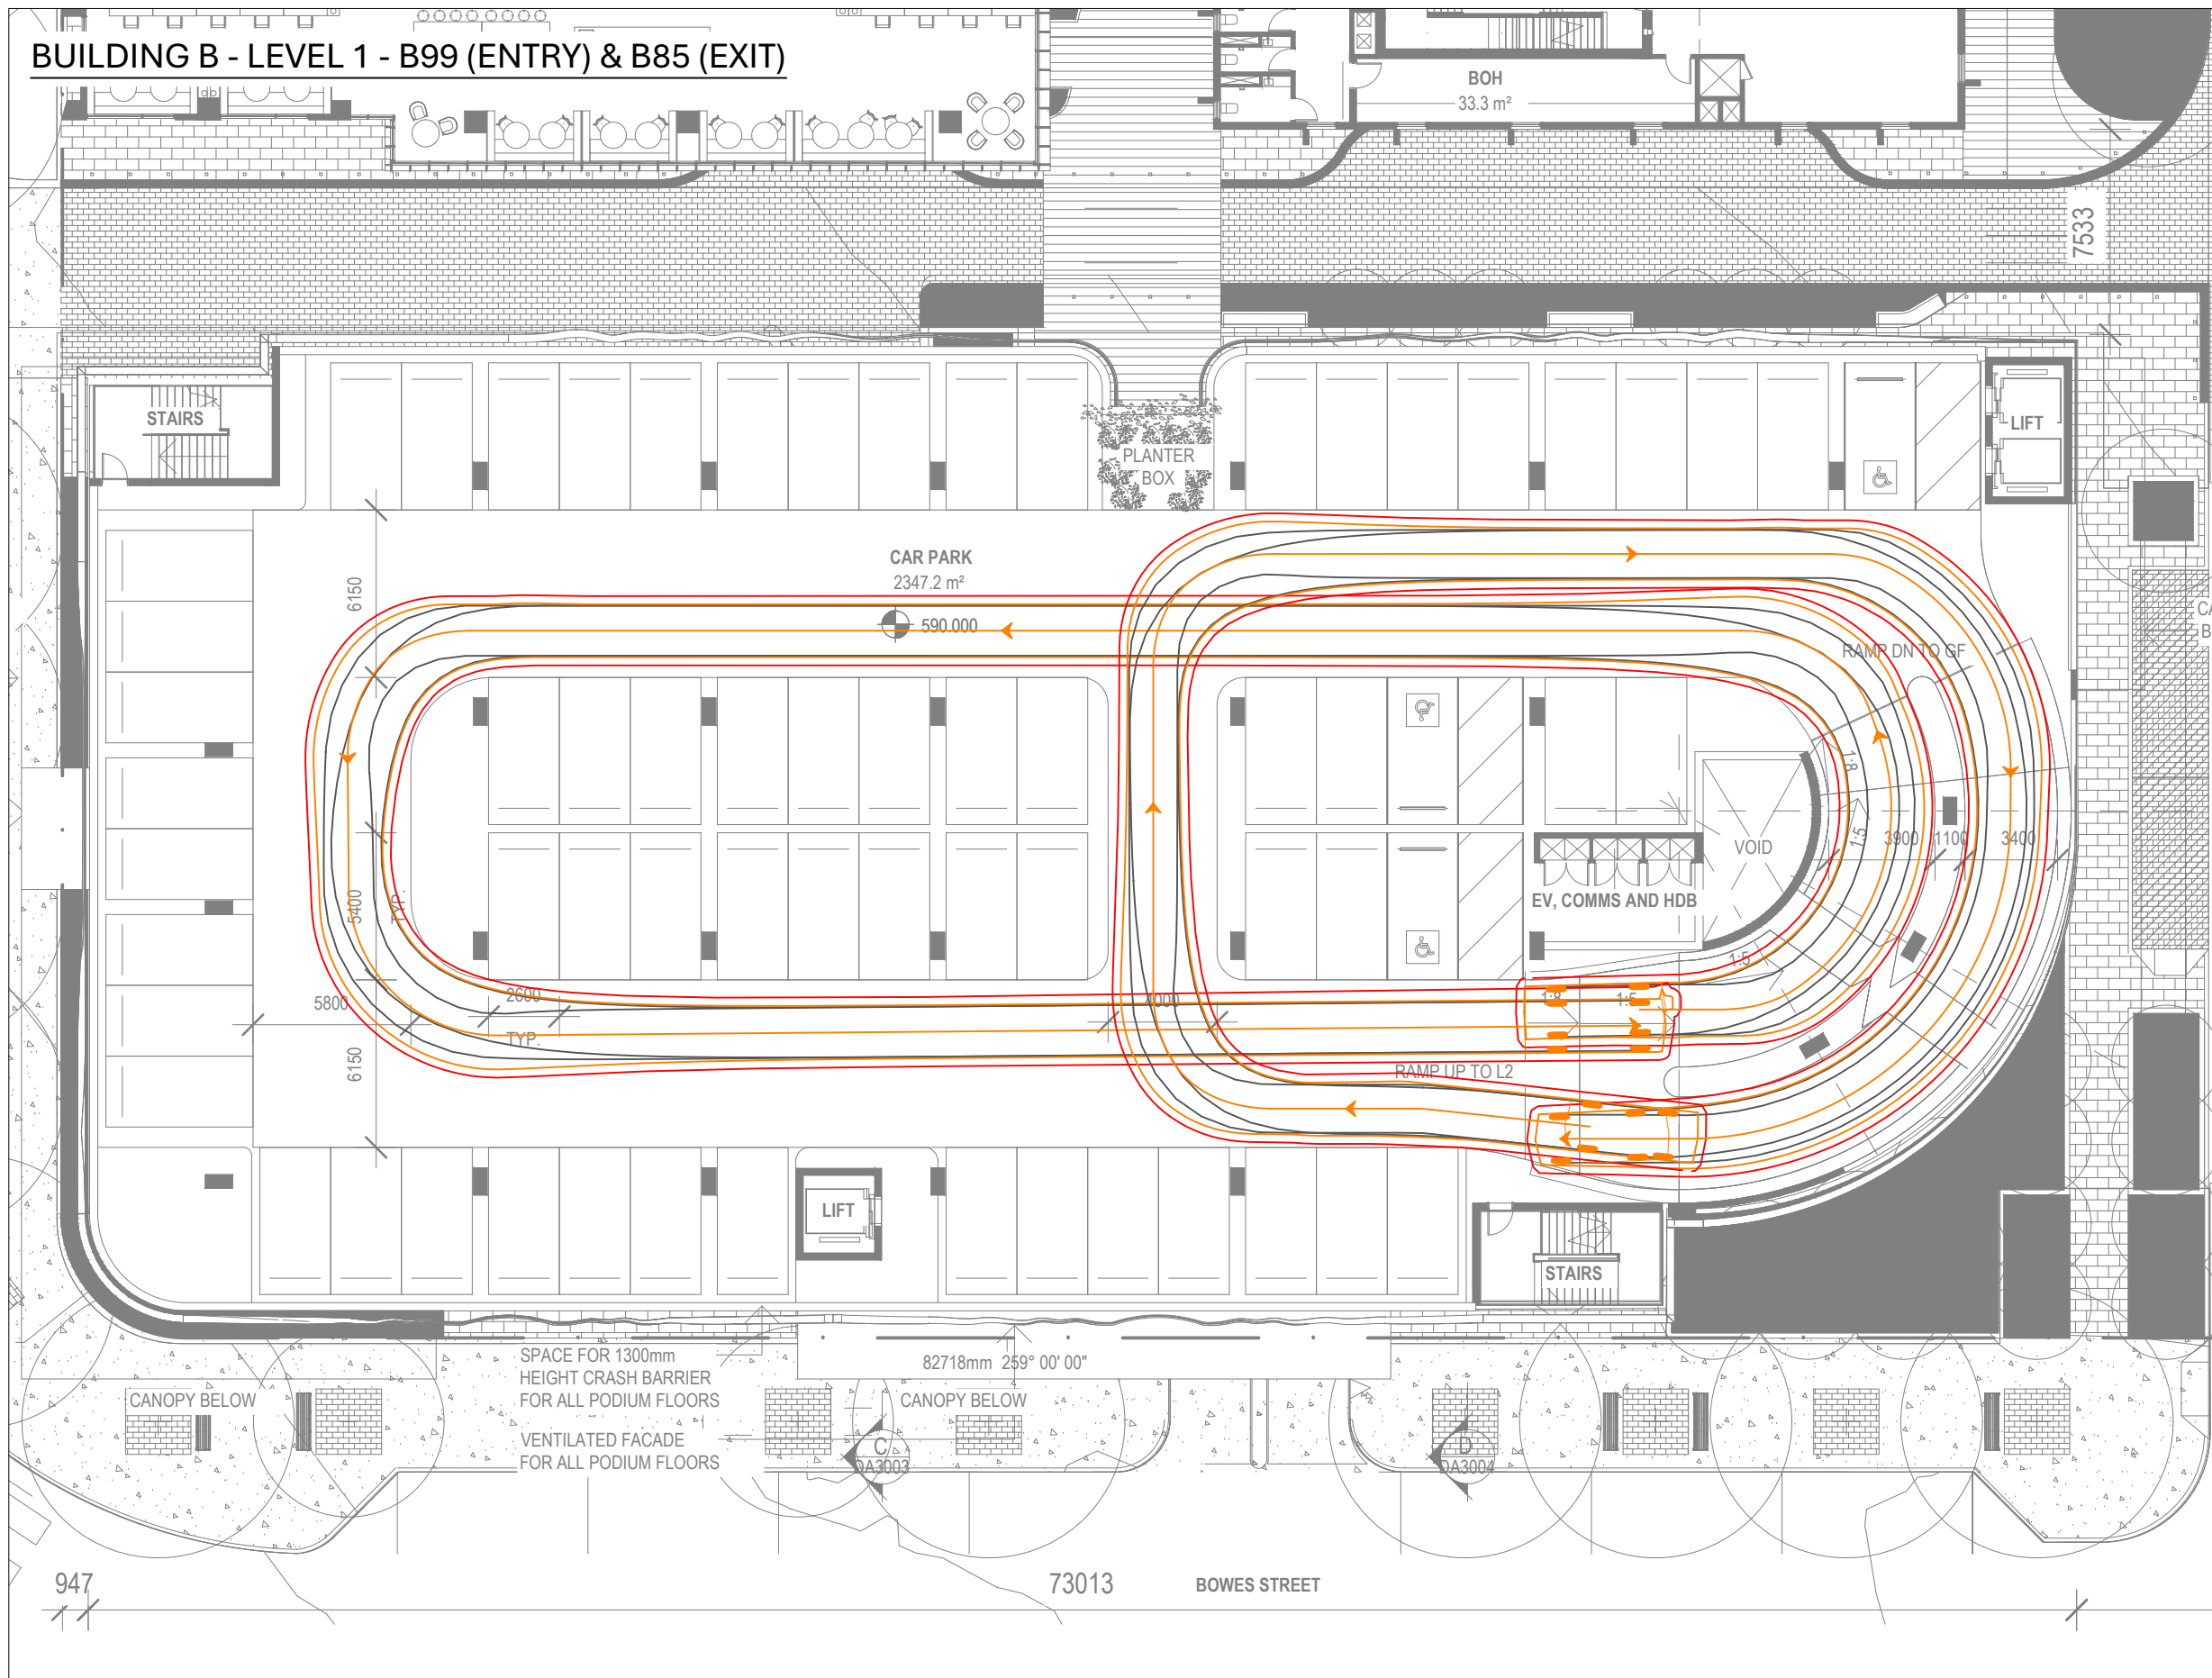 BUILDING B - LEVEL 1 - B99 (ENTRY) & B85 (EXIT)
BOH
33.3 m²
7533
STAIRS
LIFT
PLANTER
BOX
CAR PARK
2347.2 m²
6150
590.000
RAMP DN TO GF
1:8
1:5
3900
1100
3400
VOID
EV, COMMS AND HDB
5400
TYP.
1:5
5800
2600
TYP.
4000
1:8
1:5
6150
RAMP UP TO L2
LIFT
STAIRS
SPACE FOR 1300mm
HEIGHT CRASH BARRIER
FOR ALL PODIUM FLOORS
VENTILATED FACADE
FOR ALL PODIUM FLOORS
82718mm 259° 00' 00"
CANOPY BELOW
CANOPY BELOW
C
DA3003
D
DA3004
947
73013
BOWES STREET